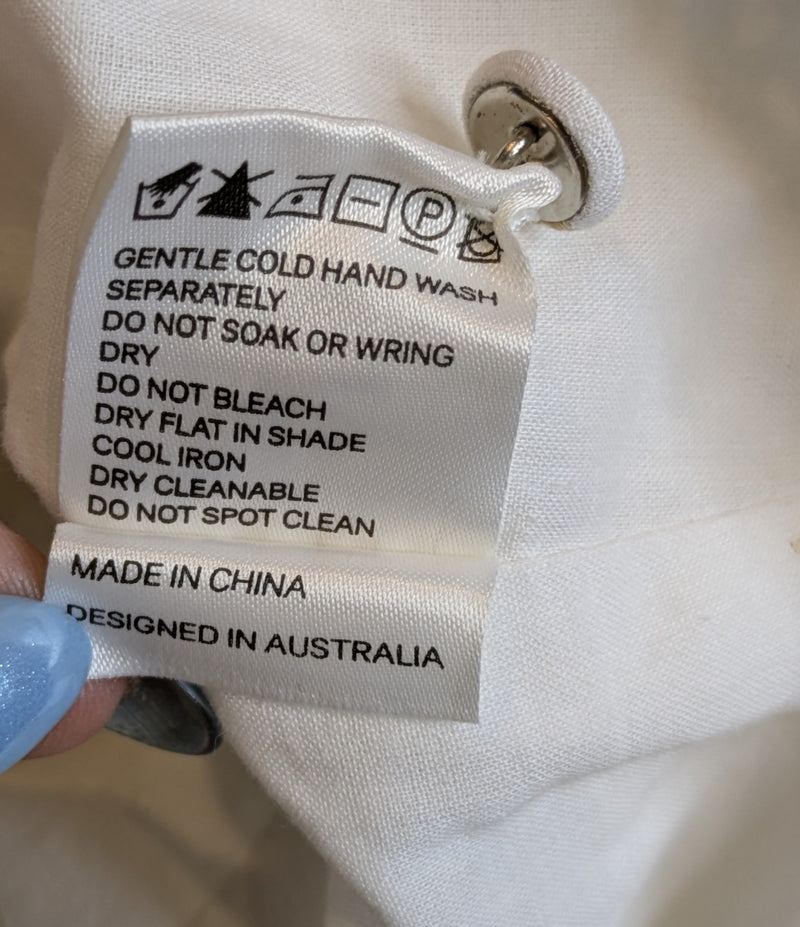 P
GENTLE COLD HAND WASH
SEPARATELY
DO NOT SOAK OR WRING
DRY
DO NOT BLEACH
DRY FLAT IN SHADE
COOL IRON
DRY CLEANABLE
DO NOT SPOT CLEAN
MADE IN CHINA
DESIGNED IN AUSTRALIA